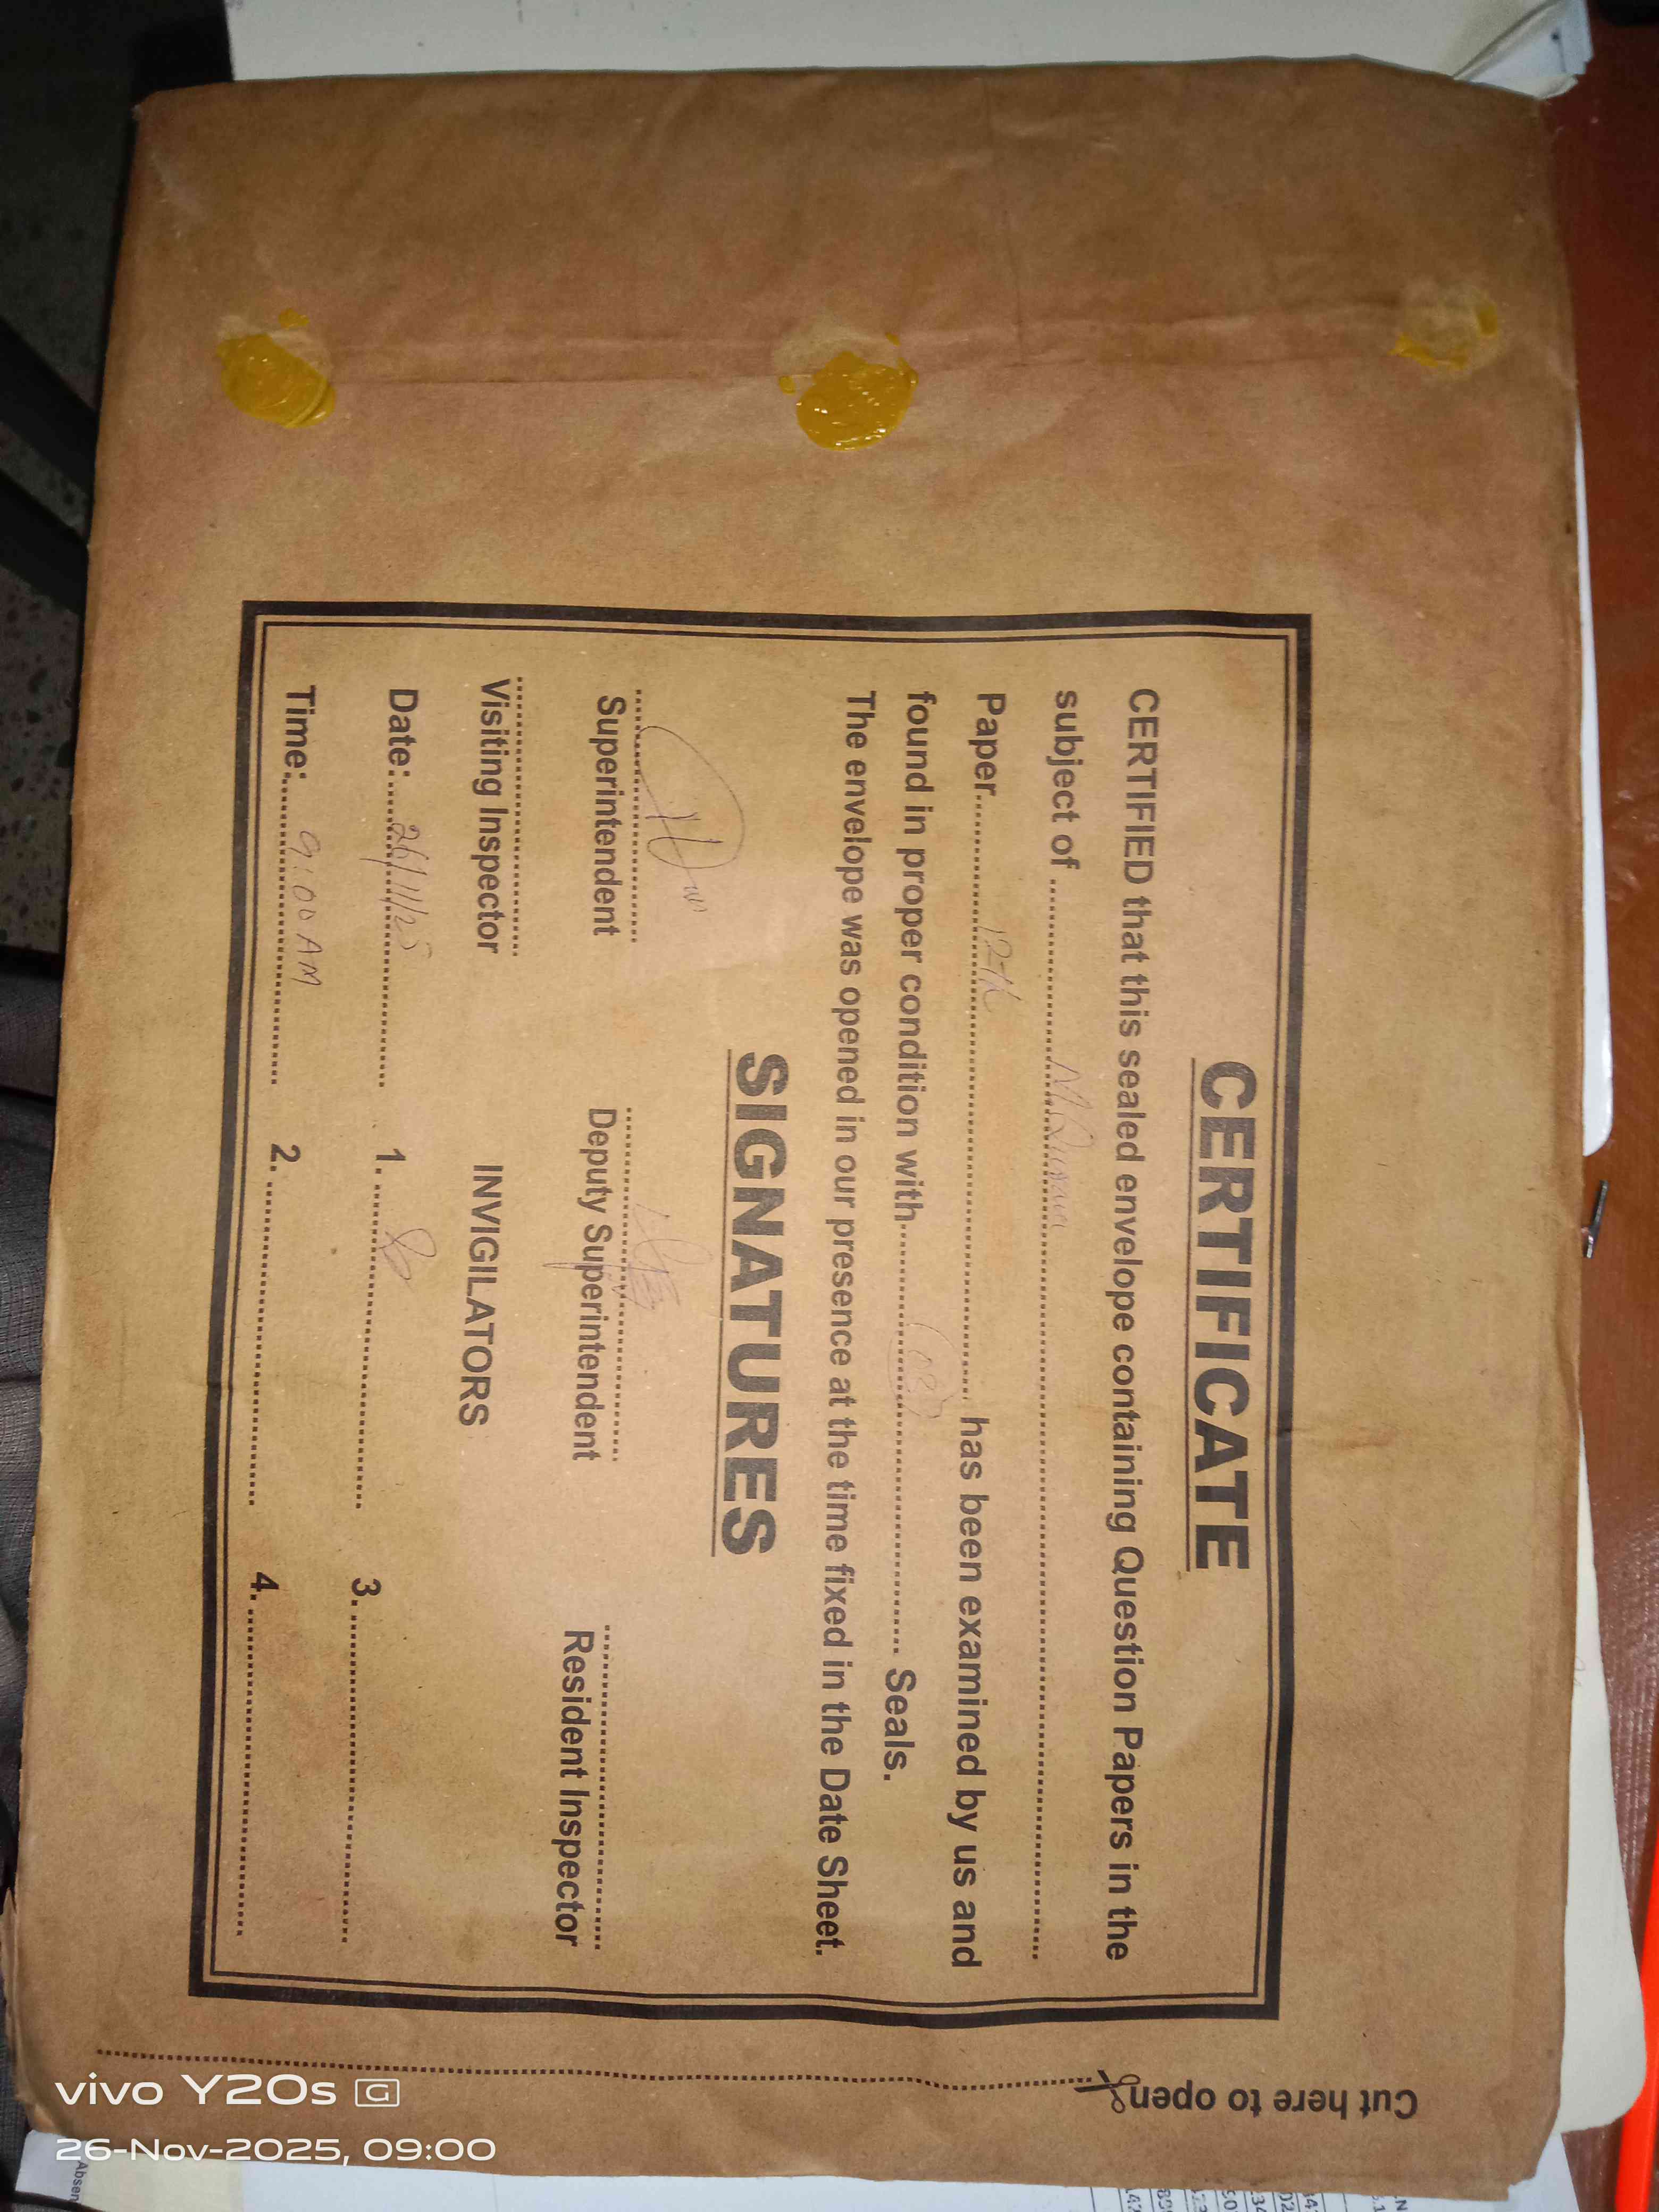 CERTIFICATE
CERTIFIED that this sealed envelope containing Question Papers in the
subject of ....................................
Paper............12th.................... has been examined by us and
found in proper condition with............(03)................ Seals.
The envelope was opened in our presence at the time fixed in the Date Sheet.
SIGNATURES
Superintendent Deputy Superintendent Resident Inspector
Visiting Inspector INVIGILATORS
Date:....26/11/25.................... 1. .................... 3. ....................
Time:....9:00 AM.................... 2. .................... 4. ....................
Cut here to open
vivo Y20s G
26-Nov-2025, 09:00
Absen